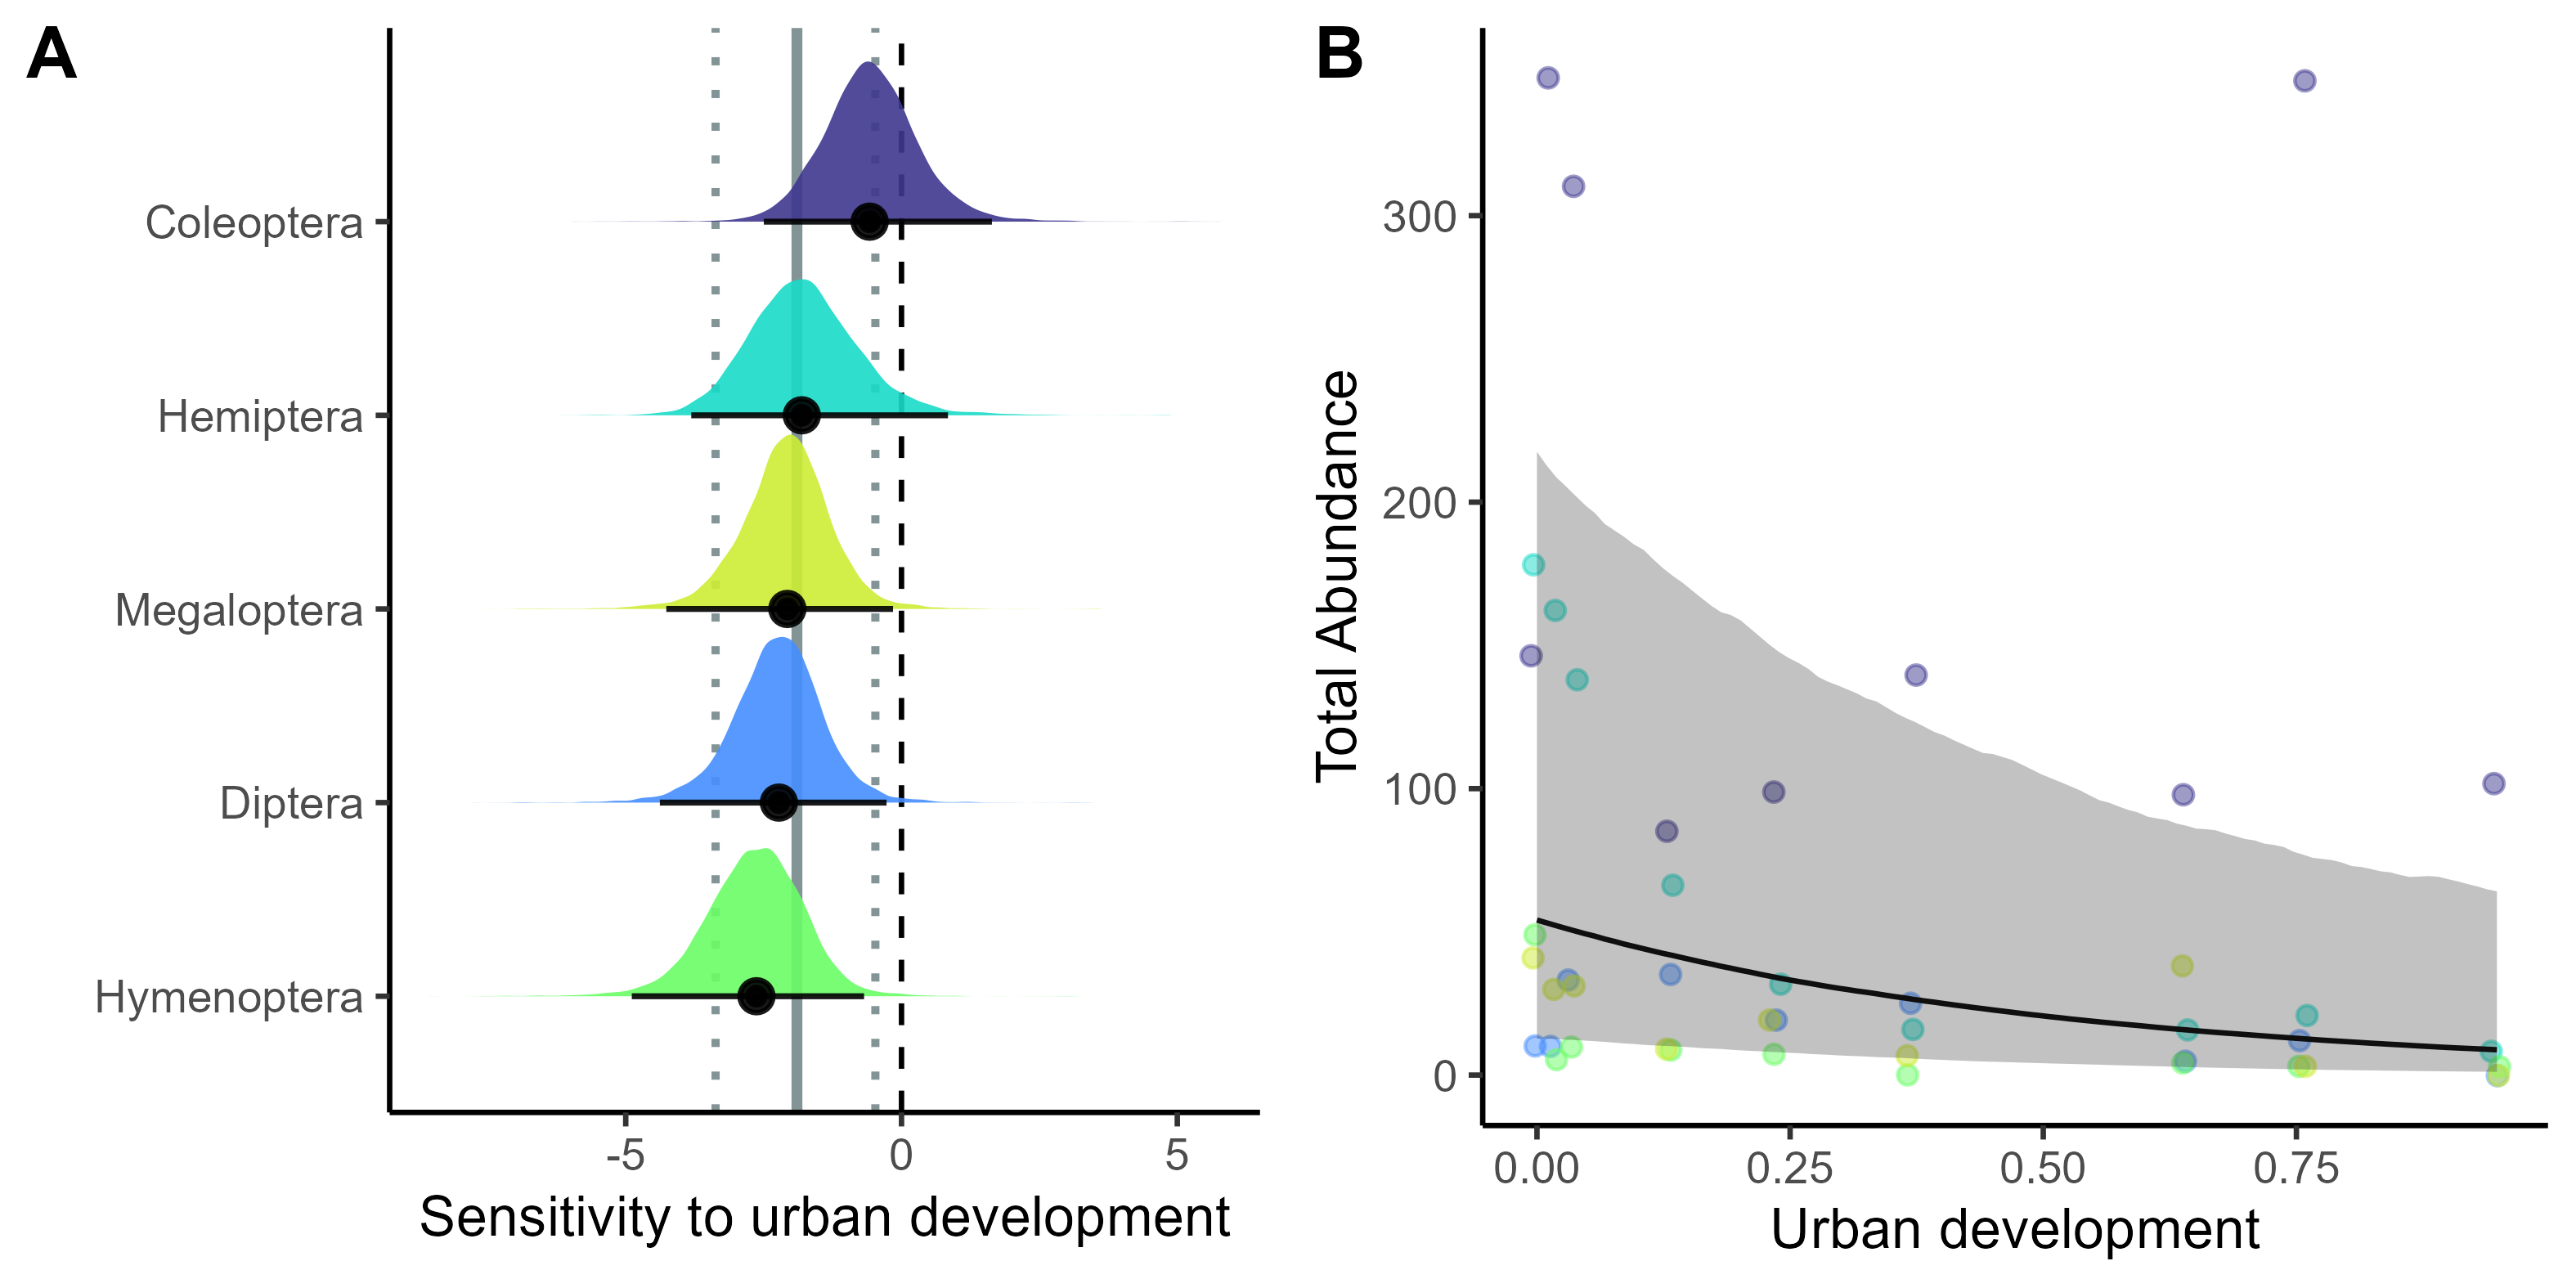 A
Coleoptera
Hemiptera
Megaloptera
Diptera
Hymenoptera
-5 0 5
Sensitivity to urban development
B
Total Abundance
300
200
100
0
0.00 0.25 0.50 0.75
Urban development